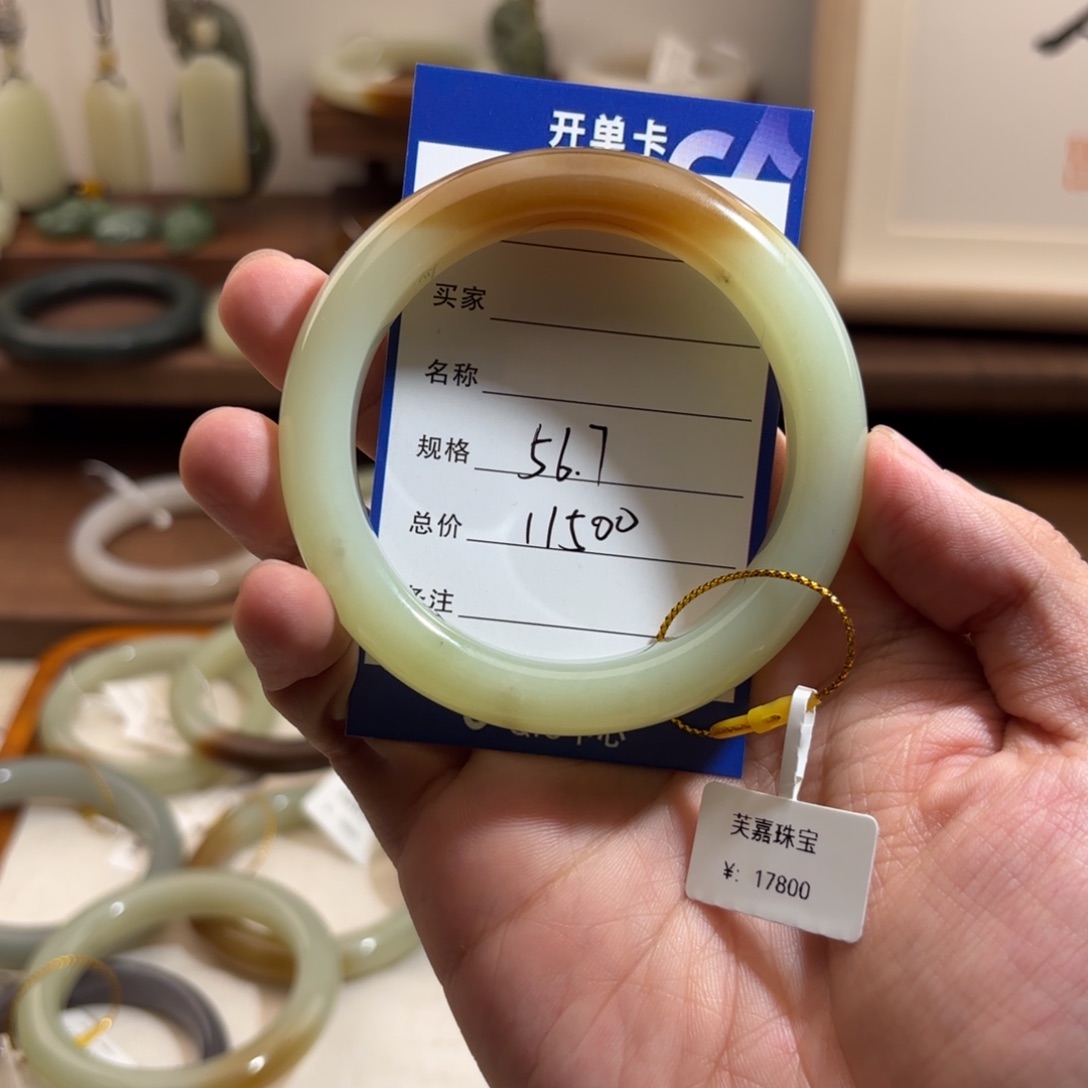 开单卡
买家
名称
规格 56.7
总价 11500
芙嘉珠宝
¥: 17800